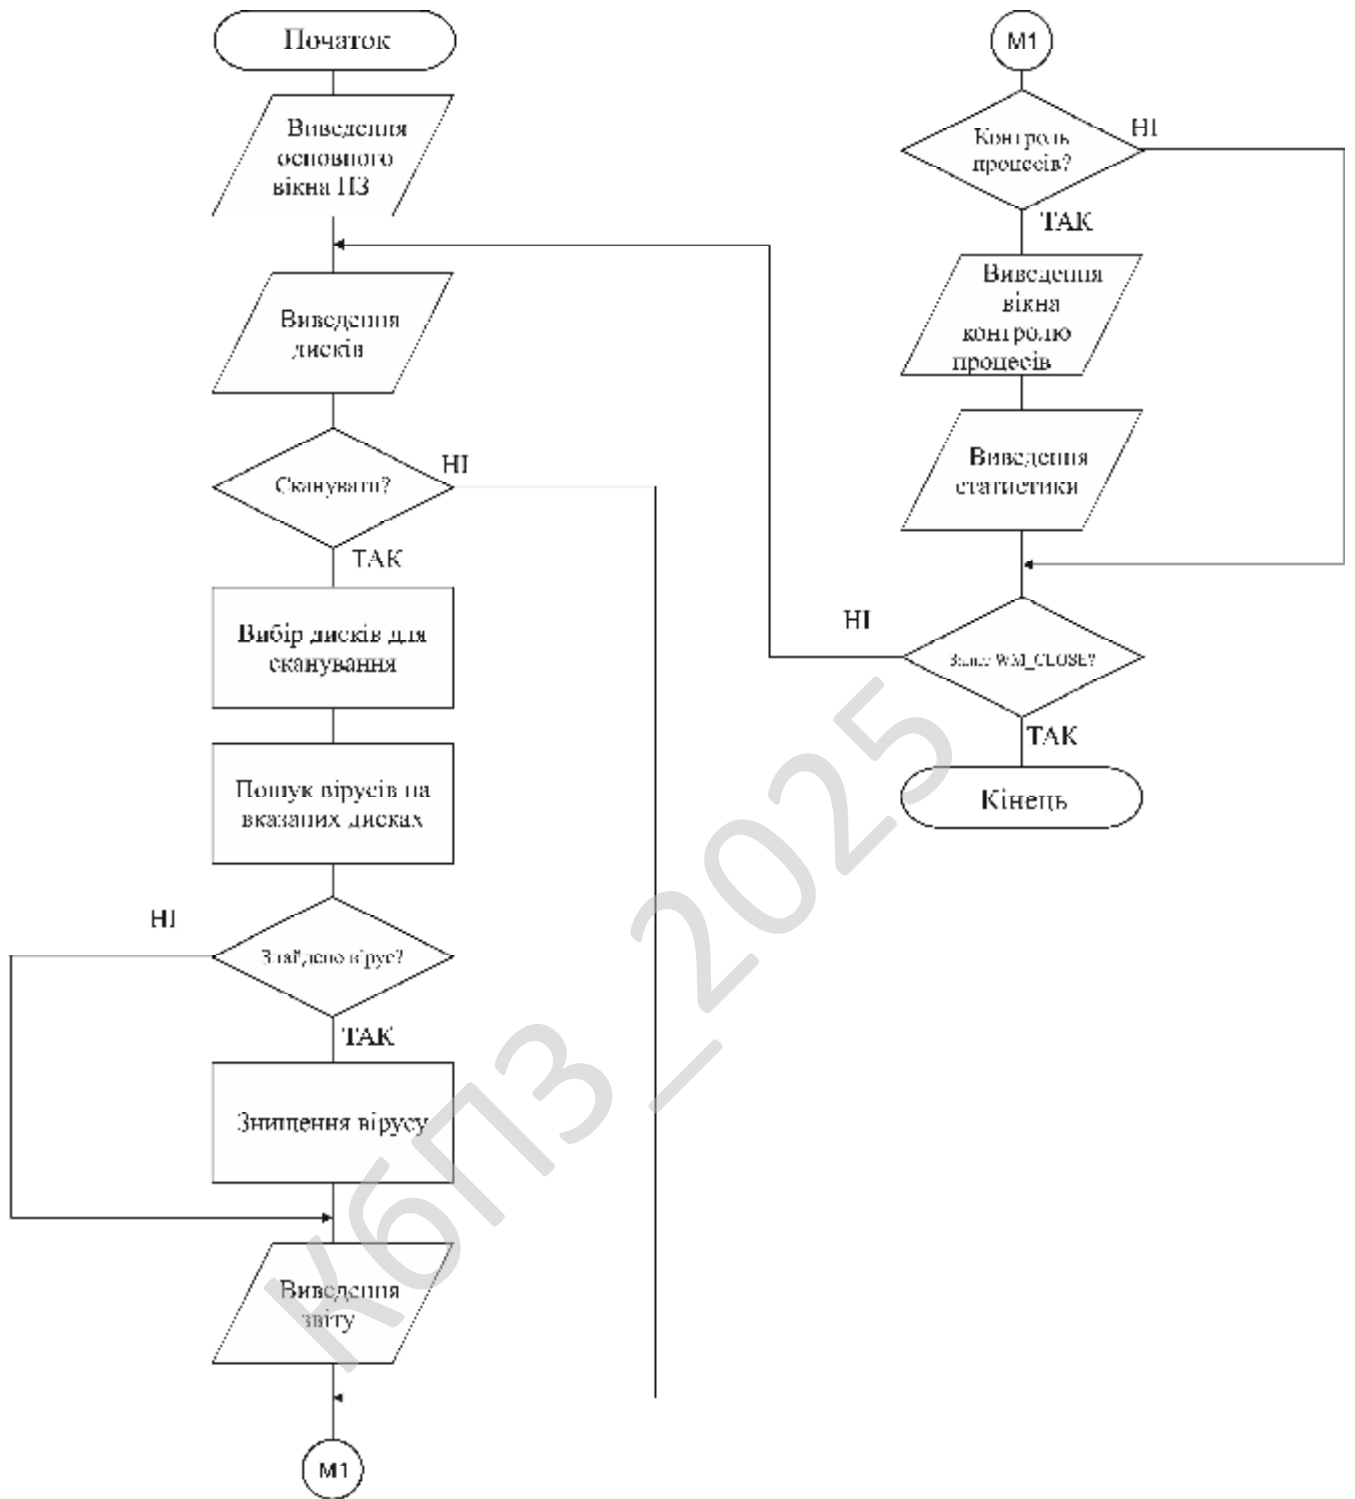 Початок
Виведення
основного
вікна ПЗ
Виведення
дисків
Сканувати?
НІ
ТАК
Вибір дисків для
сканування
Пошук вірусів на
вказаних дисках
Знайдено вірус?
НІ
ТАК
Знищення вірусу
Виведення
звіту
М1
М1
Контроль
процесів?
НІ
ТАК
Виведення
вікна
контролю
процесів
Виведення
статистики
WM_CLOSE?
НІ
ТАК
Кінець
КбПЗ_2025